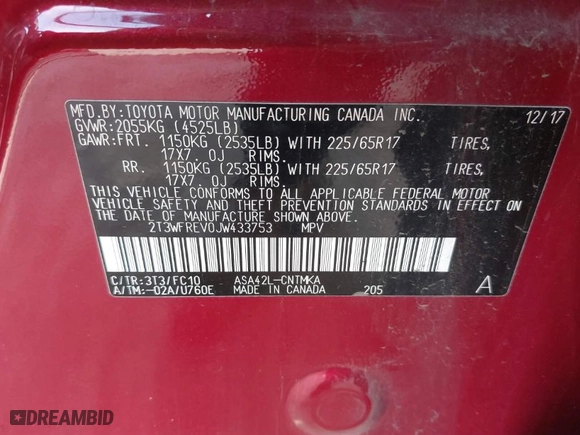 MFD.BY:TOYOTA MOTOR MANUFACTURING CANADA INC. 12/17
GVWR:2055KG (4525LB)
GAWR:FRT. 1150KG (2535LB) WITH 225/65R17 TIRES,
17X7.0J RIMS.
RR. 1150KG (2535LB) WITH 225/65R17 TIRES,
17X7.0J RIMS.
THIS VEHICLE CONFORMS TO ALL APPLICABLE FEDERAL MOTOR
VEHICLE SAFETY AND THEFT PREVENTION STANDARDS IN EFFECT ON
THE DATE OF MANUFACTURE SHOWN ABOVE.
2T3WFREV0JW433753 MPV
C/TR:3T3/FC10 ASA42L-CNTMKA
A/TM:-02A/U760E MADE IN CANADA 205 A
DREAMBID